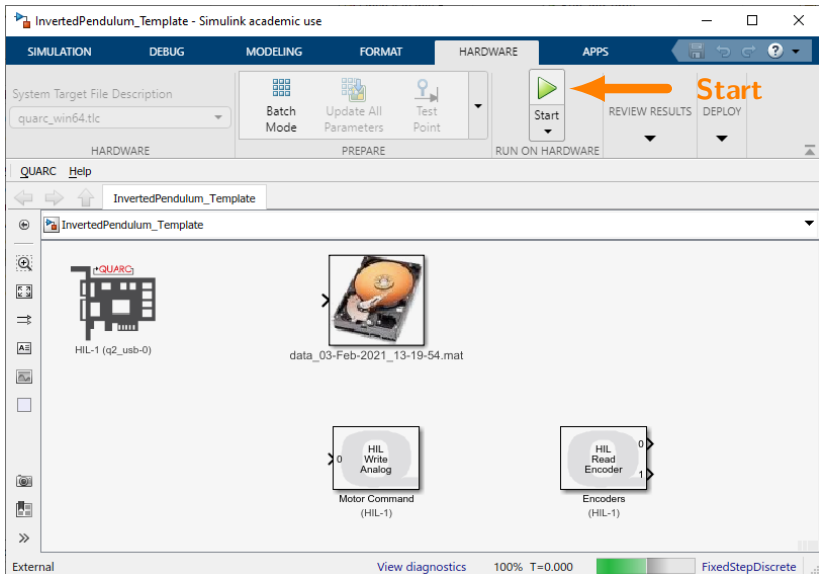 InvertedPendulum_Template - Simulink academic use
SIMULATION DEBUG MODELING FORMAT HARDWARE APPS ?
System Target File Description
quarc_win64.tlc
HARDWARE
Batch Mode
Update All Parameters
Test Point
PREPARE
Start
RUN ON HARDWARE
Start
REVIEW RESULTS
DEPLOY
QUARC Help
InvertedPendulum_Template
InvertedPendulum_Template
QUARC
HIL-1 (q2_usb-0)
data_03-Feb-2021_13-19-54.mat
0
HIL
Write
Analog
Motor Command
(HIL-1)
HIL
Read
Encoder
0
1
Encoders
(HIL-1)
External View diagnostics 100% T=0.000 FixedStepDiscrete